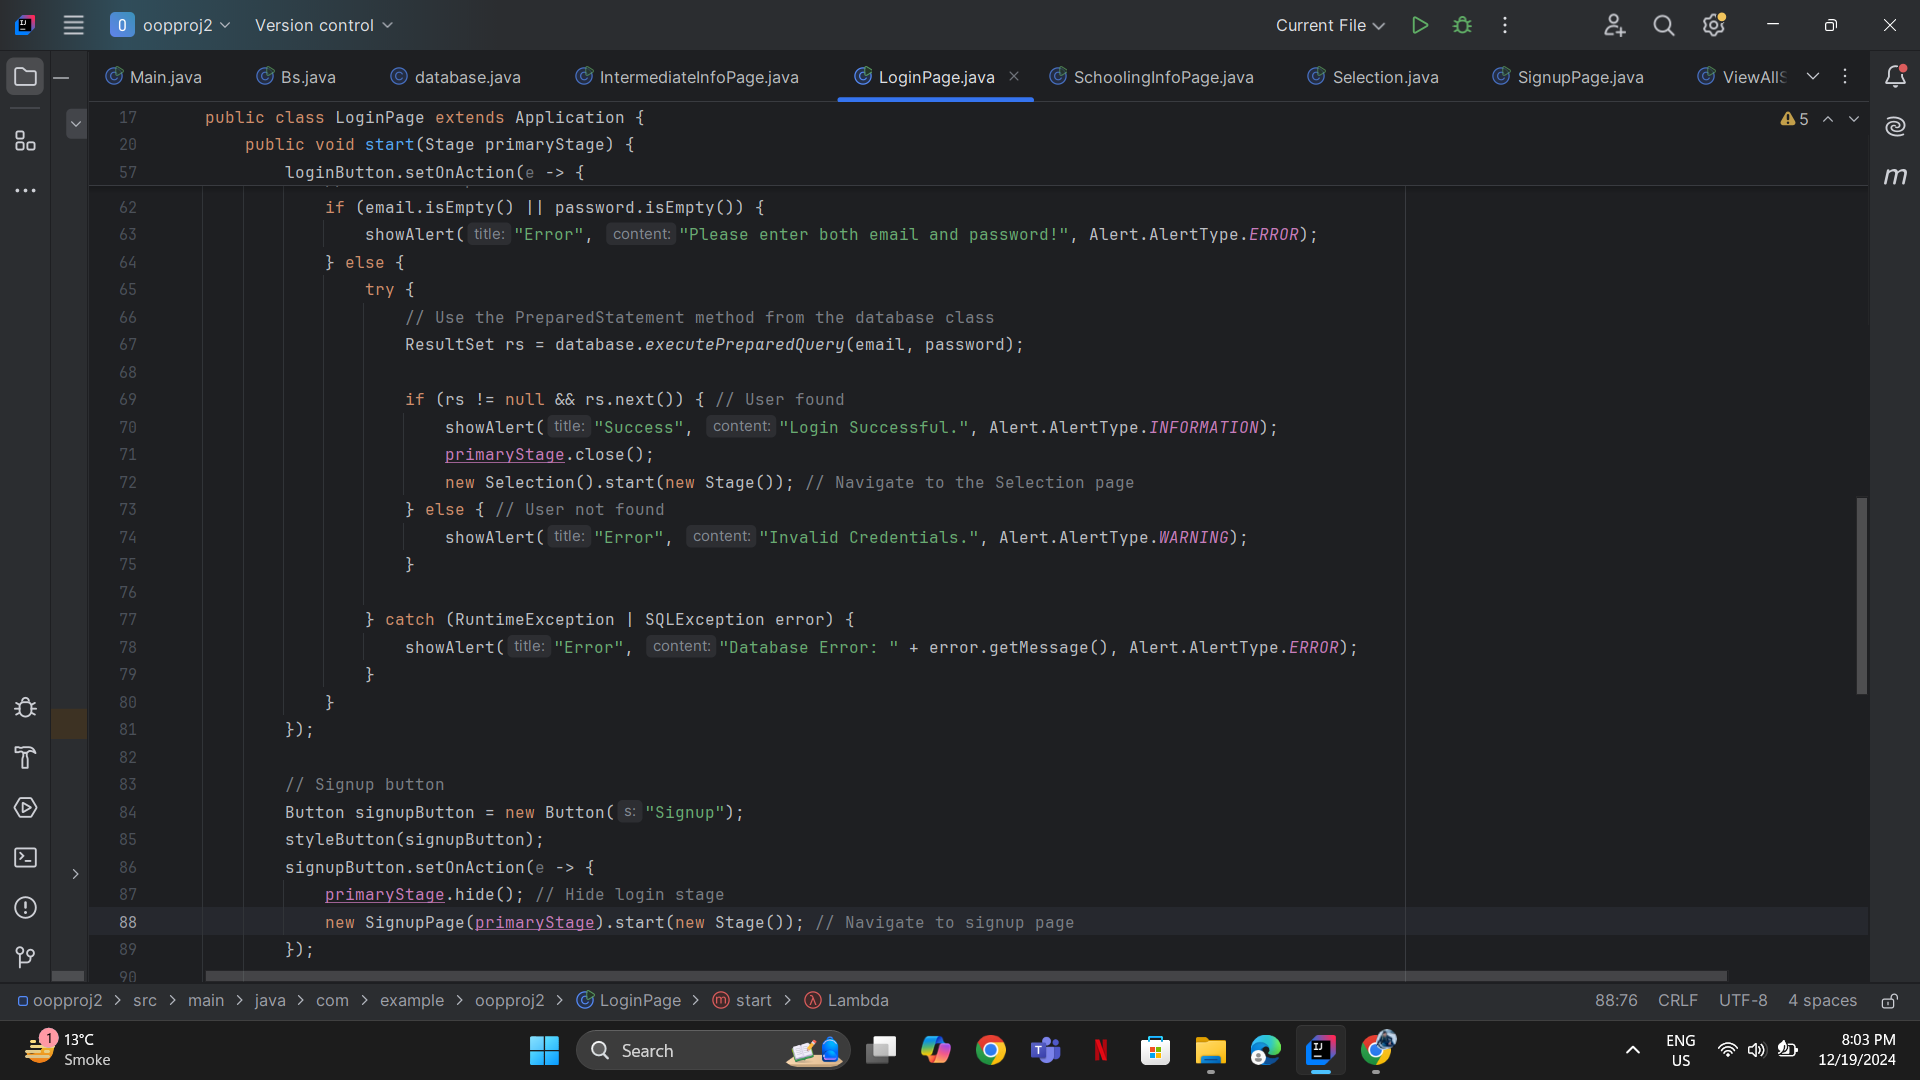 oopproj2
Version control
Current File
Main.java
Bs.java
database.java
IntermediateInfoPage.java
LoginPage.java
SchoolingInfoPage.java
Selection.java
SignupPage.java
ViewAllS
5
17 public class LoginPage extends Application {
20 public void start(Stage primaryStage) {
57 loginButton.setOnAction(e -> {
62 if (email.isEmpty() || password.isEmpty()) {
63 showAlert( title: "Error", content: "Please enter both email and password!", Alert.AlertType.ERROR);
64 } else {
65 try {
66 // Use the PreparedStatement method from the database class
67 ResultSet rs = database.executePreparedQuery(email, password);
68
69 if (rs != null && rs.next()) { // User found
70 showAlert( title: "Success", content: "Login Successful.", Alert.AlertType.INFORMATION);
71 primaryStage.close();
72 new Selection().start(new Stage()); // Navigate to the Selection page
73 } else { // User not found
74 showAlert( title: "Error", content: "Invalid Credentials.", Alert.AlertType.WARNING);
75 }
76
77 } catch (RuntimeException | SQLException error) {
78 showAlert( title: "Error", content: "Database Error: " + error.getMessage(), Alert.AlertType.ERROR);
79 }
80 }
81 });
82
83 // Signup button
84 Button signupButton = new Button( s: "Signup");
85 styleButton(signupButton);
86 signupButton.setOnAction(e -> {
87 primaryStage.hide(); // Hide login stage
88 new SignupPage(primaryStage).start(new Stage()); // Navigate to signup page
89 });
90
oopproj2 > src > main > java > com > example > oopproj2 > LoginPage > start > Lambda
88:76 CRLF UTF-8 4 spaces
1
13°C
Smoke
Search
ENG
US
8:03 PM
12/19/2024